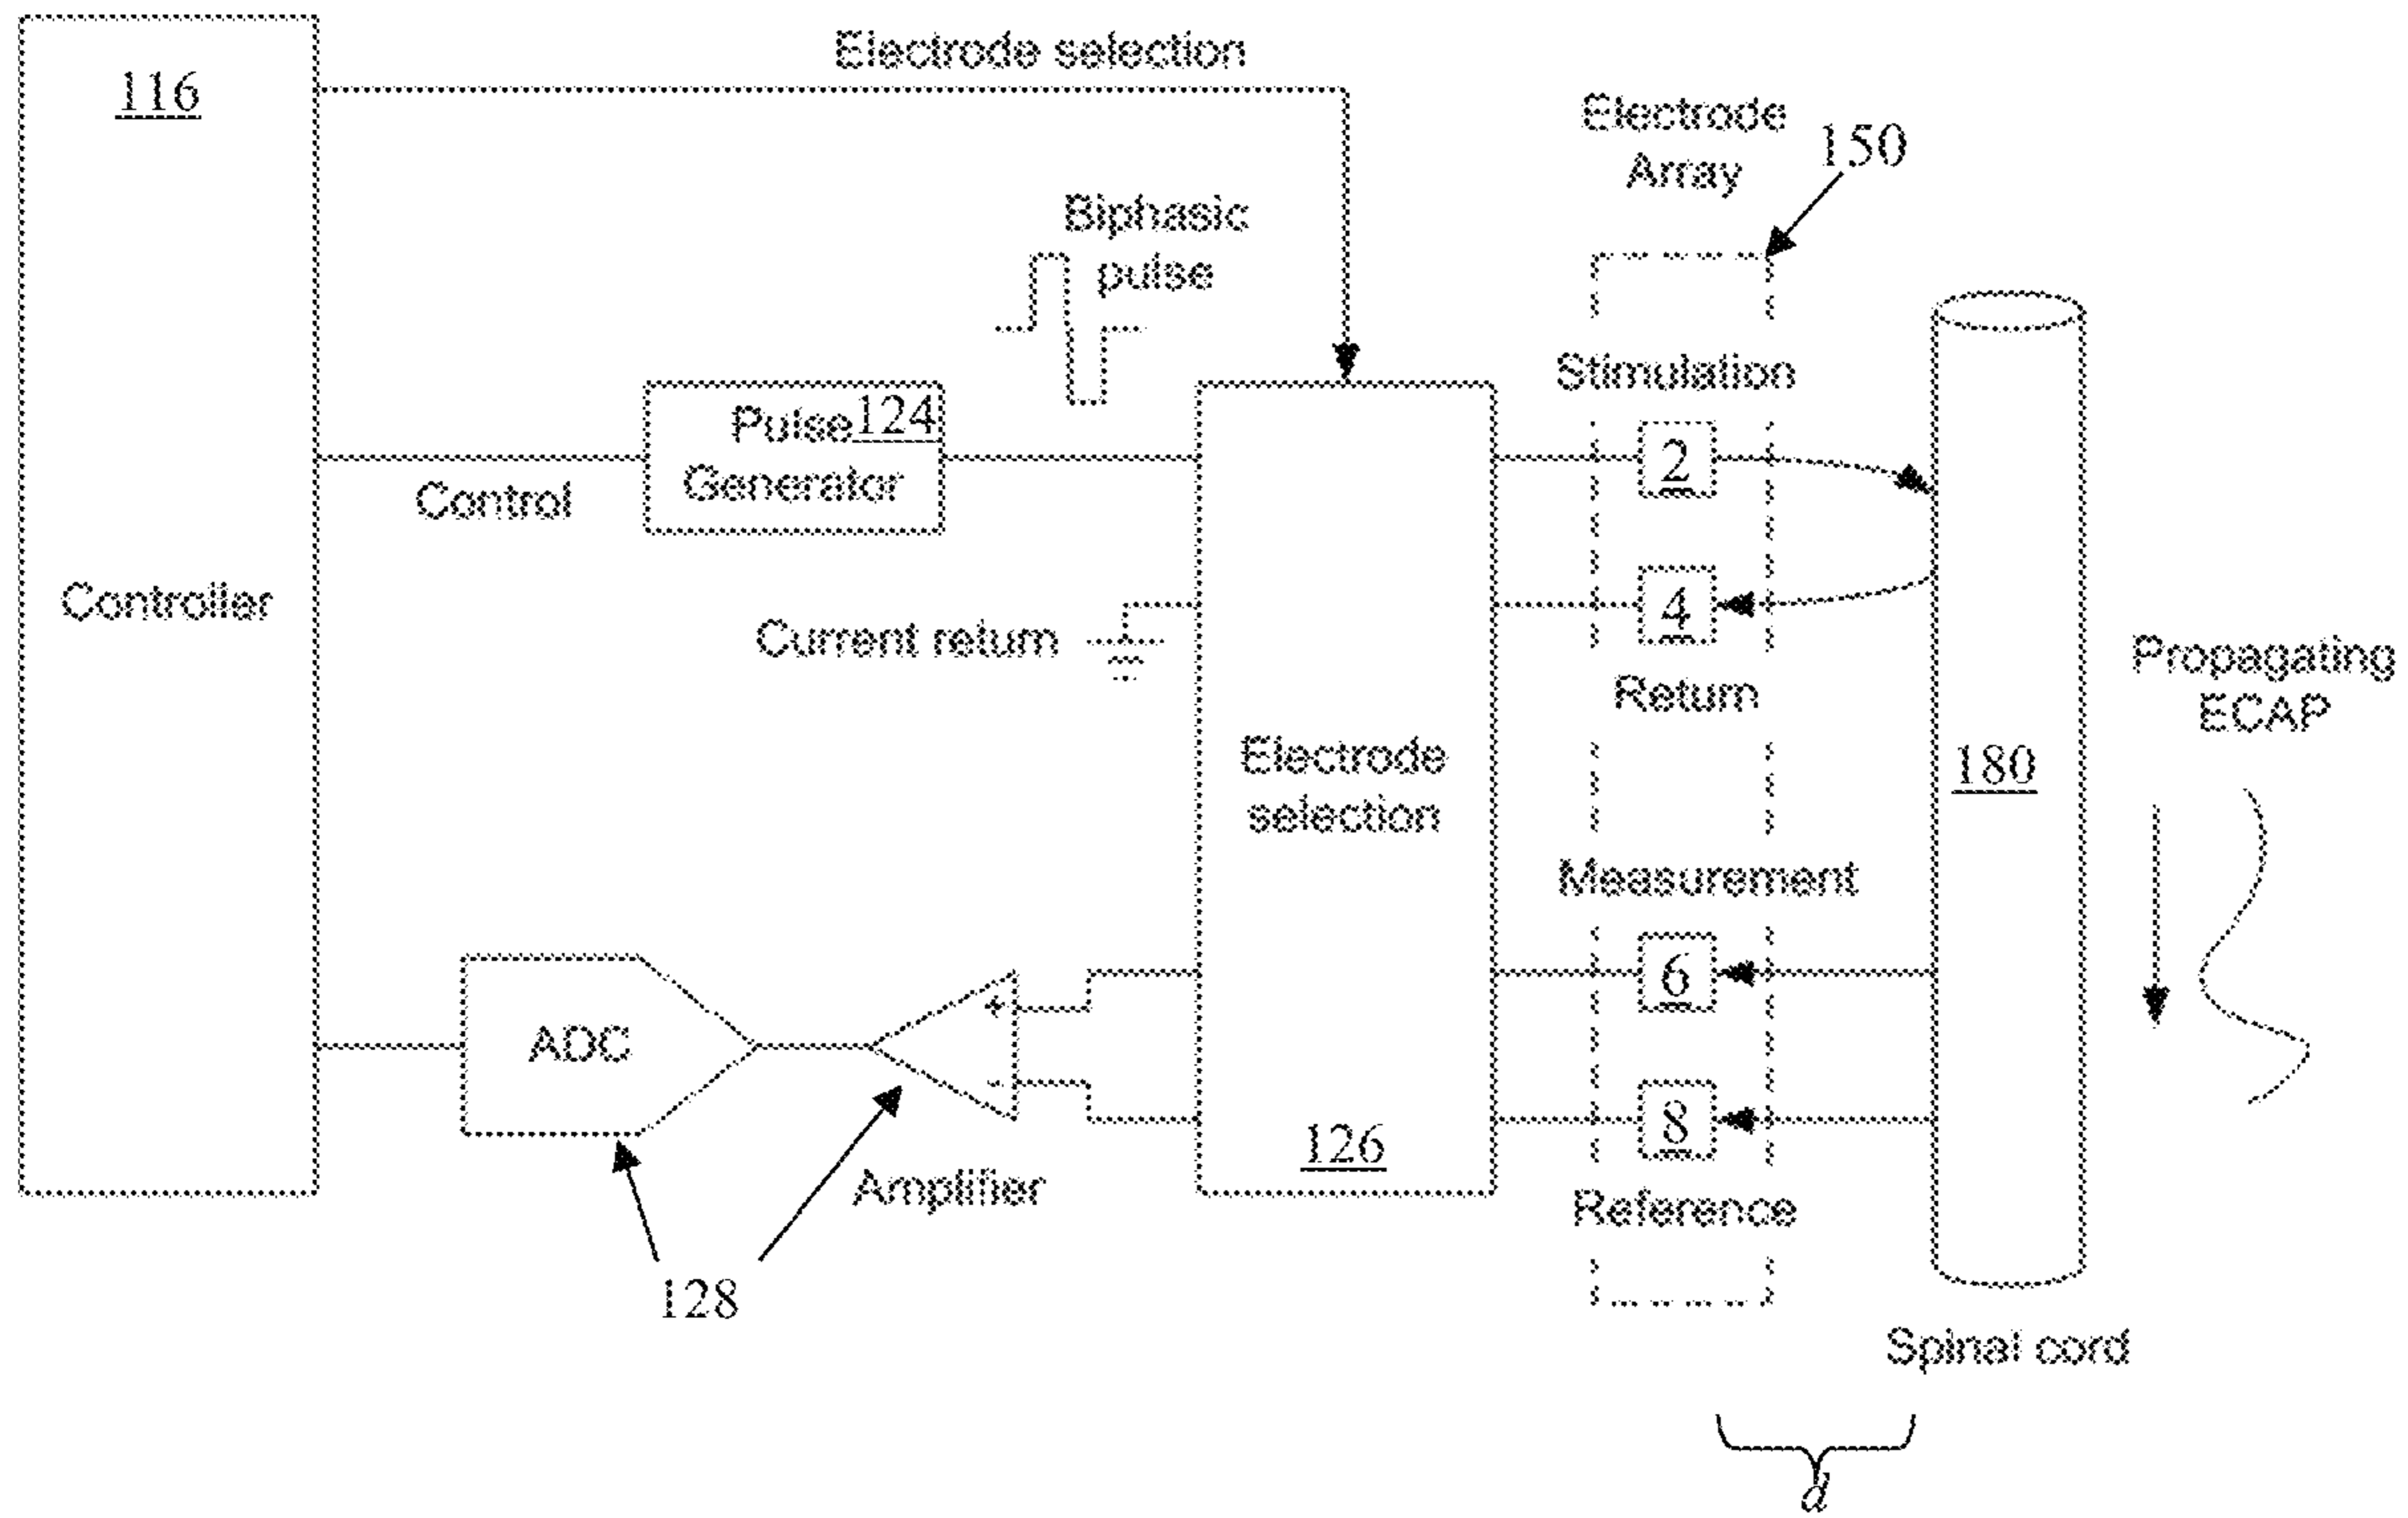 Electrode selection
116
Electrode
Array
150
Biphasic
pulse
Stimulation
Pulse 124
Generator
2
Control
Controller
4
Current return
Return
Propagating
ECAP
Electrode
selection
180
Measurement
6
+
ADC
-
8
126
Amplifier
Reference
128
Spinal cord
d